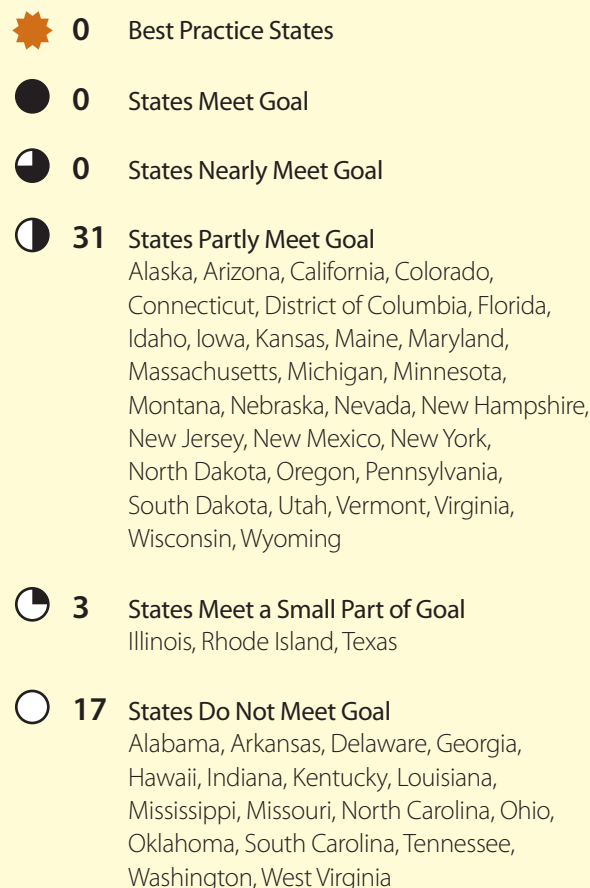 0 Best Practice States
0 States Meet Goal
0 States Nearly Meet Goal
31 States Partly Meet Goal
Alaska, Arizona, California, Colorado,
Connecticut, District of Columbia, Florida,
Idaho, Iowa, Kansas, Maine, Maryland,
Massachusetts, Michigan, Minnesota,
Montana, Nebraska, Nevada, New Hampshire,
New Jersey, New Mexico, New York,
North Dakota, Oregon, Pennsylvania,
South Dakota, Utah, Vermont, Virginia,
Wisconsin, Wyoming
3 States Meet a Small Part of Goal
Illinois, Rhode Island, Texas
17 States Do Not Meet Goal
Alabama, Arkansas, Delaware, Georgia,
Hawaii, Indiana, Kentucky, Louisiana,
Mississippi, Missouri, North Carolina, Ohio,
Oklahoma, South Carolina, Tennessee,
Washington, West Virginia